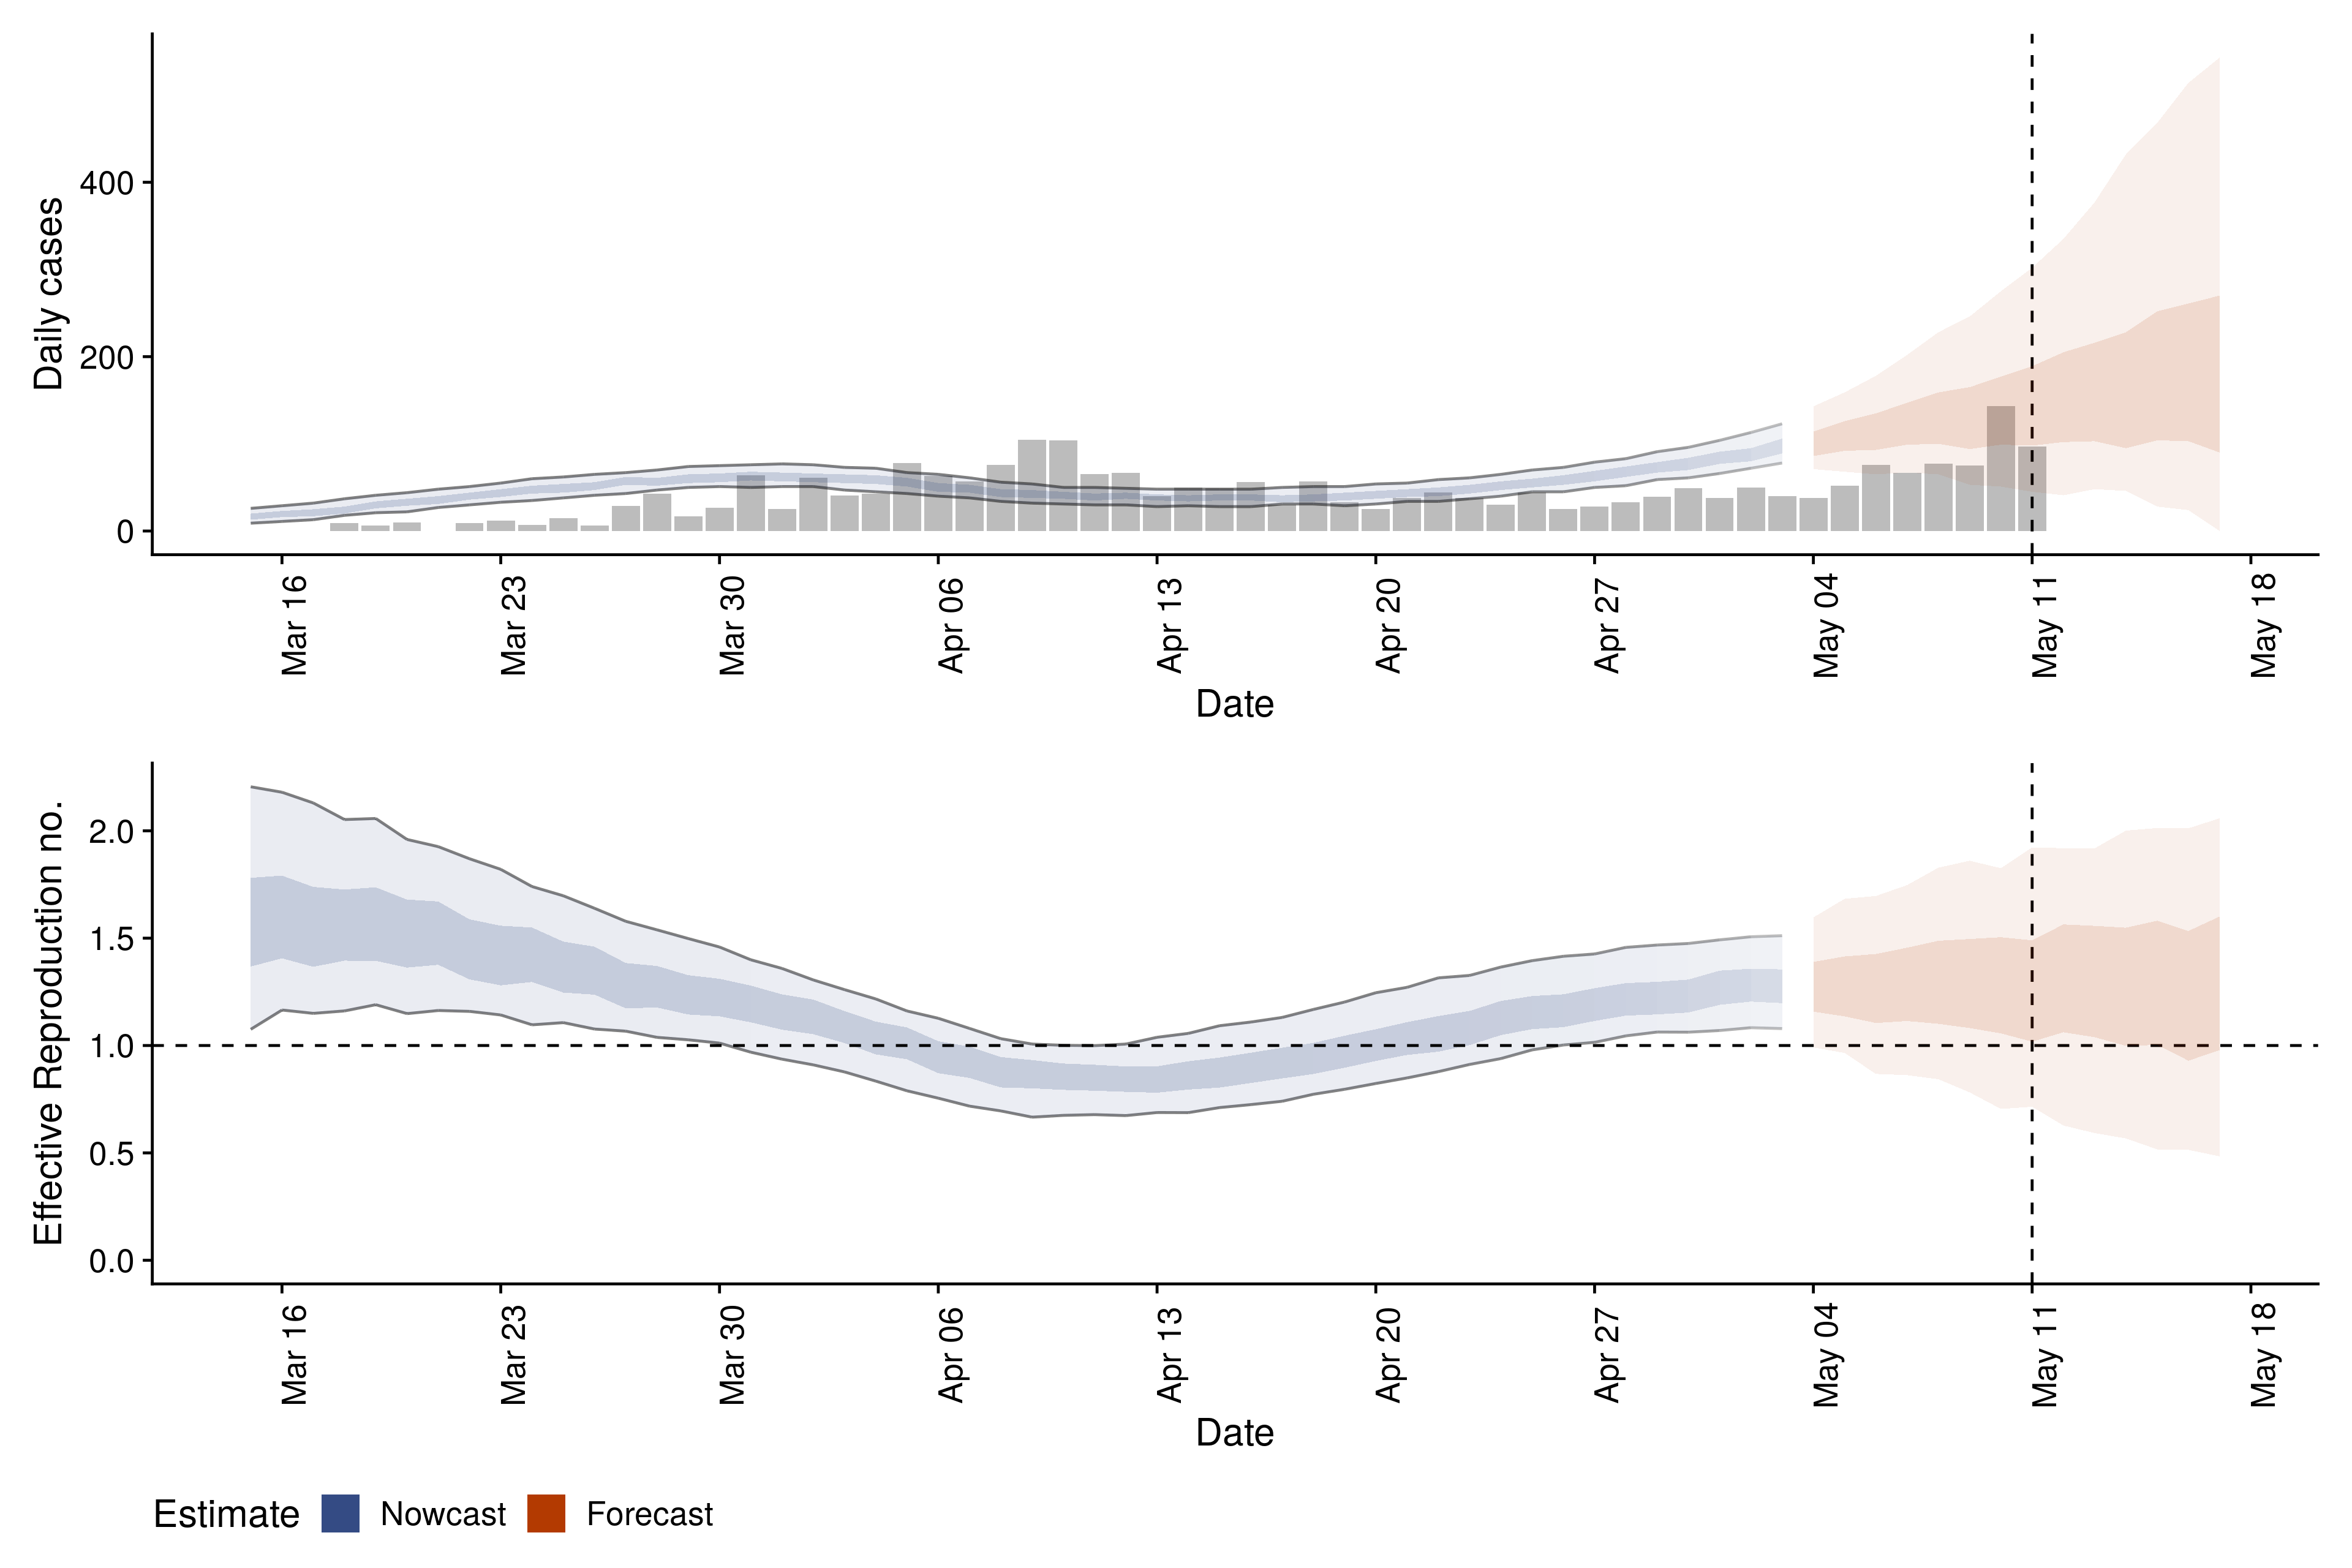 Daily cases
400
200
0
Mar 16
Mar 23
Mar 30
Apr 06
Apr 13
Apr 20
Apr 27
May 04
May 11
May 18
Date
Effective Reproduction no.
2.0
1.5
1.0
0.5
0.0
Mar 16
Mar 23
Mar 30
Apr 06
Apr 13
Apr 20
Apr 27
May 04
May 11
May 18
Date
Estimate Nowcast Forecast